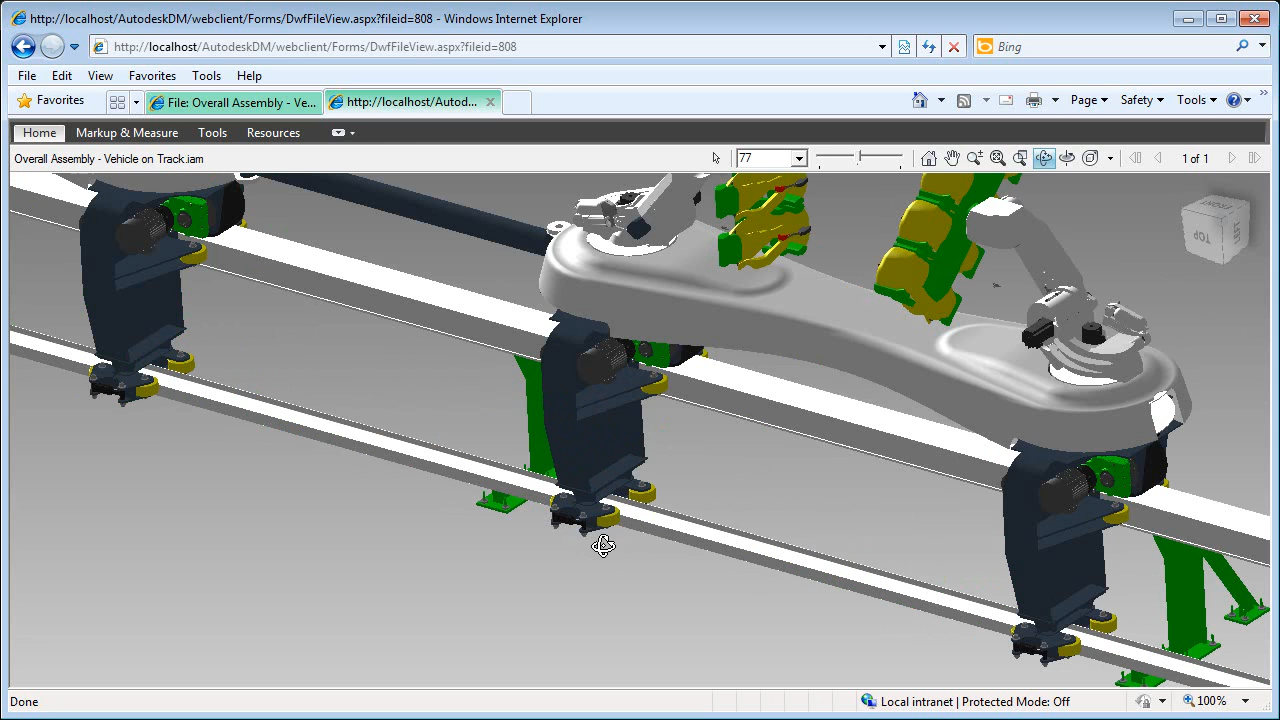 http://localhost/AutodeskDM/webclient/Forms/DwfFileView.aspx?fileid=808 - Windows Internet Explorer
http://localhost/AutodeskDM/webclient/Forms/DwfFileView.aspx?fileid=808
Bing
File Edit View Favorites Tools Help
Favorites File: Overall Assembly - Ve... http://localhost/Autod... Page Safety Tools
Home Markup & Measure Tools Resources
Overall Assembly - Vehicle on Track.iam 77 1 of 1
TOP
Done Local intranet | Protected Mode: Off 100%